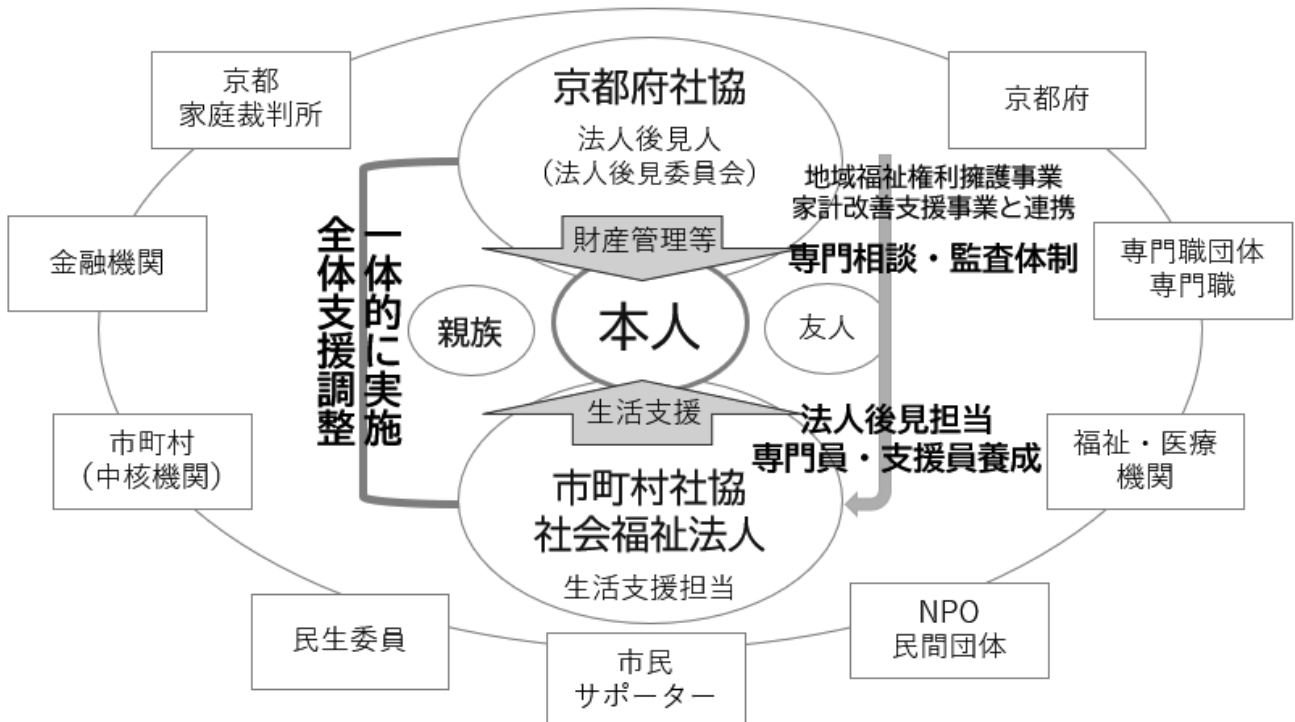 京都府社協
法人後見人
（法人後見委員会）
財産管理等
本人
親族
友人
生活支援
市町村社協
社会福祉法人
生活支援担当
一体的に実施
全体支援調整
地域福祉権利擁護事業
家計改善支援事業と連携
専門相談・監査体制
法人後見担当
専門員・支援員養成
京都
家庭裁判所
京都府
金融機関
専門職団体
専門職
市町村
（中核機関）
福祉・医療
機関
民生委員
市民
サポーター
NPO
民間団体